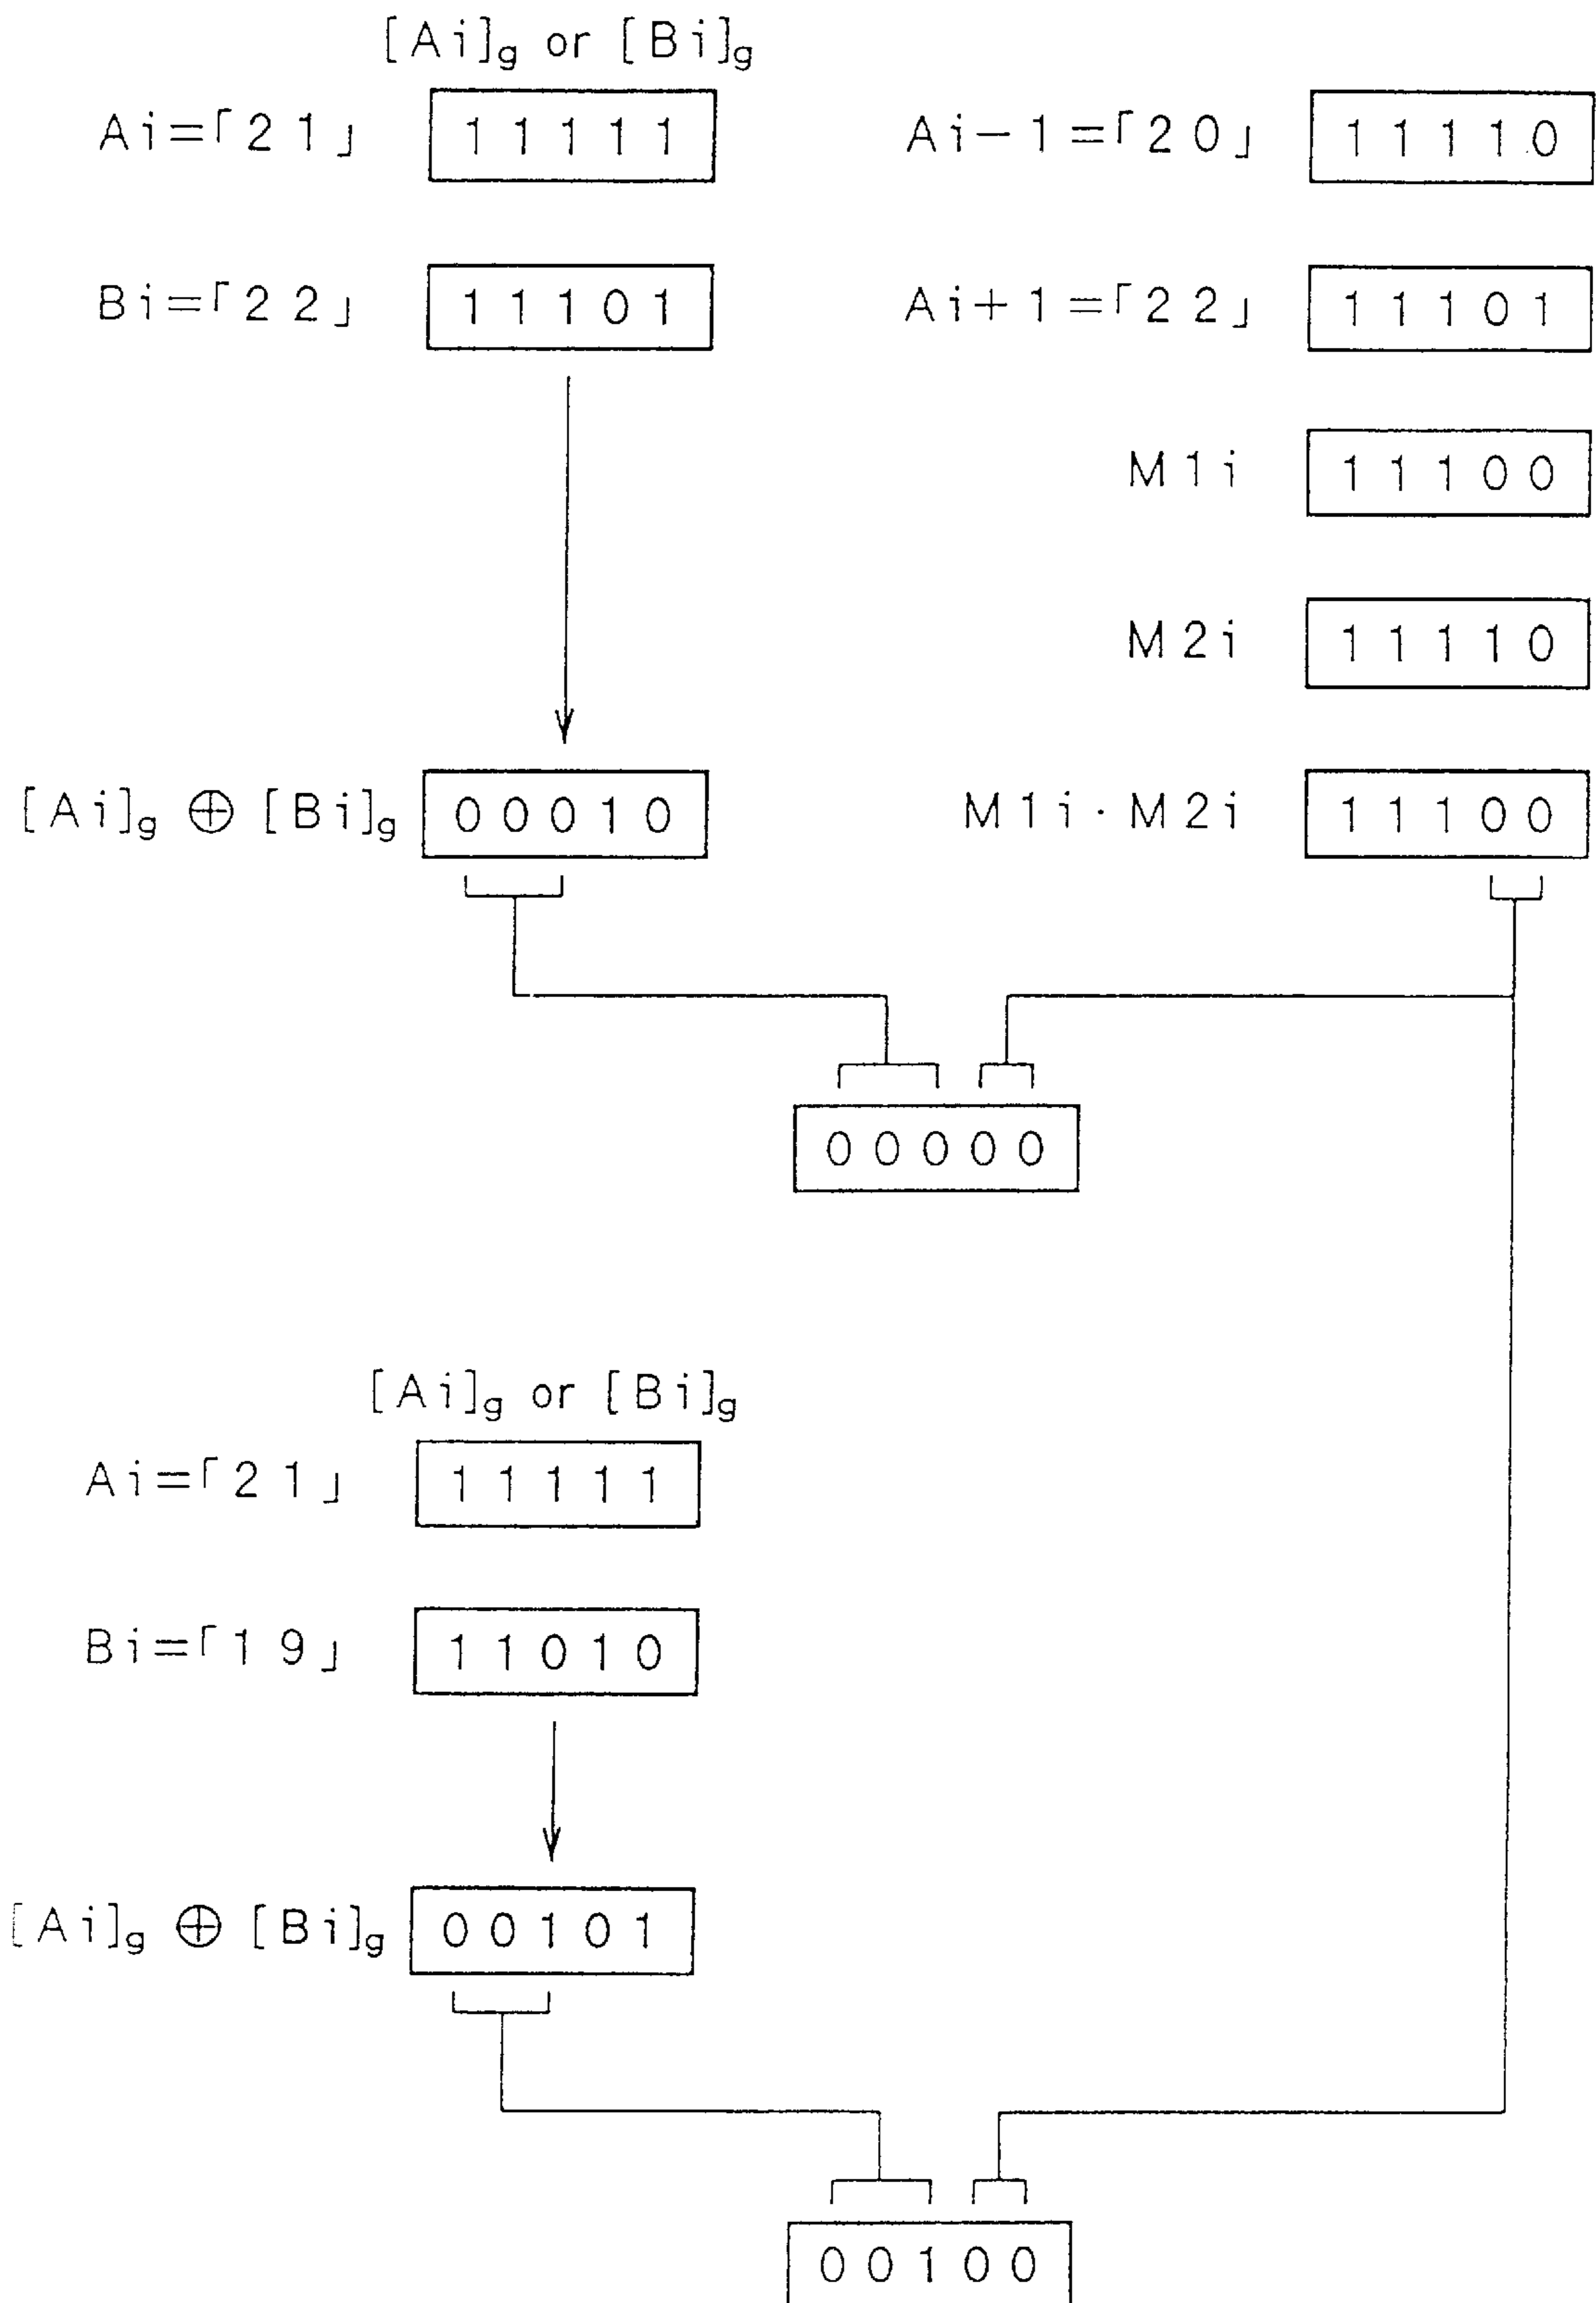 [Ai]g or [Bi]g
Ai=「21」 11111 Ai-1=「20」 11110
Bi=「22」 11101 Ai+1=「22」 11101
M1i 11100
M2i 11110
[Ai]g ⊕ [Bi]g 00010 M1i·M2i 11100
00000
[Ai]g or [Bi]g
Ai=「21」 11111
Bi=「19」 11010
[Ai]g ⊕ [Bi]g 00101
00100